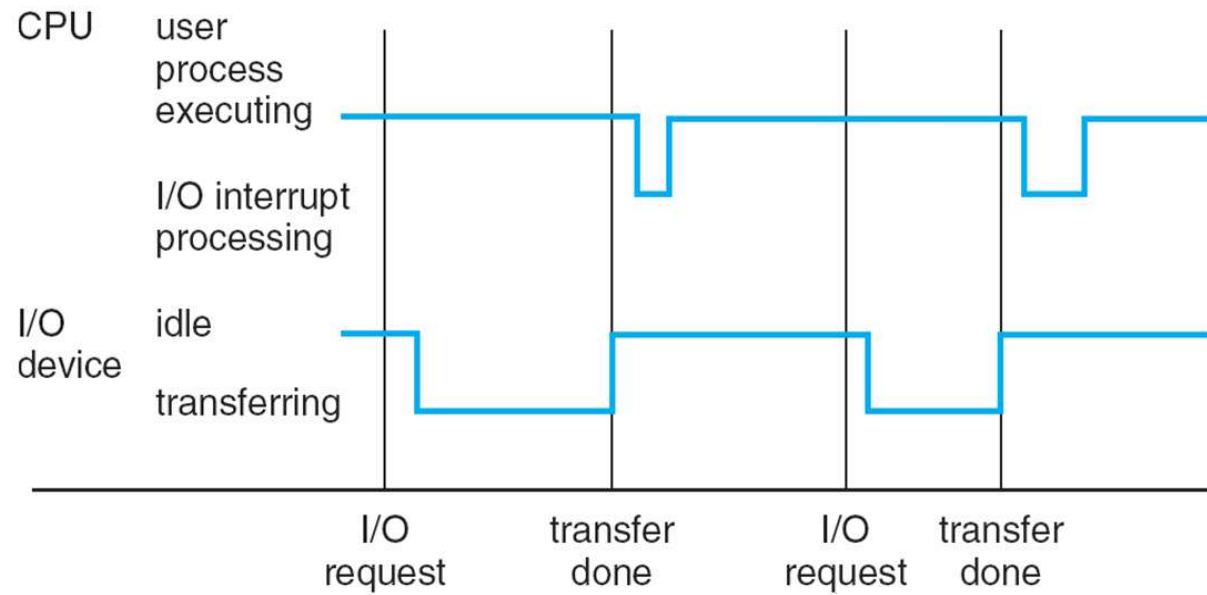 CPU
user
process
executing
I/O interrupt
processing
I/O
device
idle
transferring
I/O
request
transfer
done
I/O
request
transfer
done